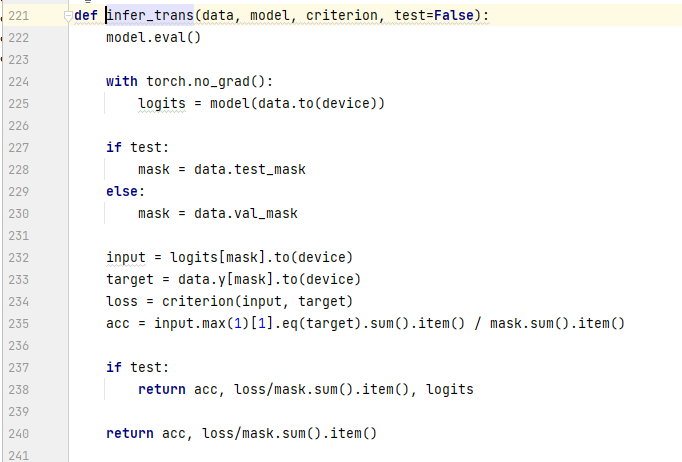 221 def infer_trans(data, model, criterion, test=False):
222     model.eval()
223
224     with torch.no_grad():
225         logits = model(data.to(device))
226
227     if test:
228         mask = data.test_mask
229     else:
230         mask = data.val_mask
231
232     input = logits[mask].to(device)
233     target = data.y[mask].to(device)
234     loss = criterion(input, target)
235     acc = input.max(1)[1].eq(target).sum().item() / mask.sum().item()
236
237     if test:
238         return acc, loss/mask.sum().item(), logits
239
240     return acc, loss/mask.sum().item()
241